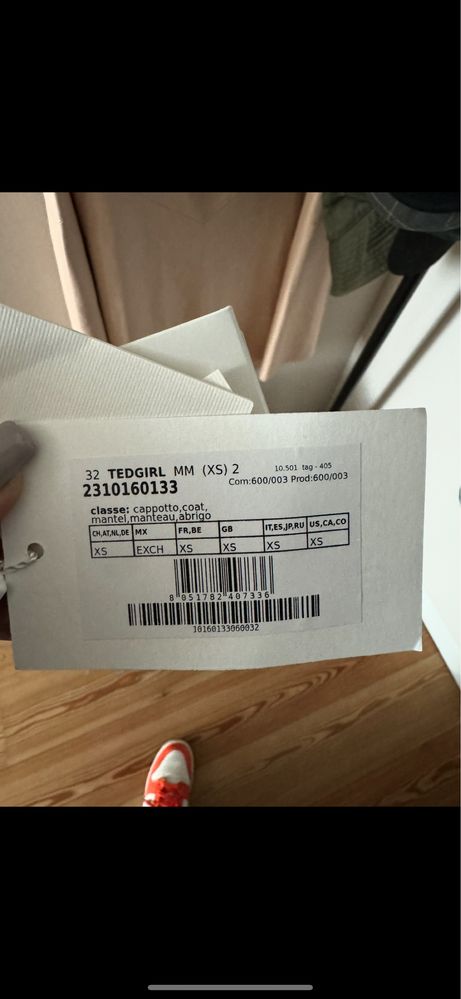 32 TEDGIRL MM (XS) 2
10.501 tag - 405
2310160133
Com:600/003 Prod:600/003
classe: cappotto,coat,
mantel,manteau,abrigo
CH,AT,NL,DE MX FR,BE GB IT,ES,JP,RU US,CA,CO
XS EXCH XS XS XS XS
8 051782 407336
10160133060032